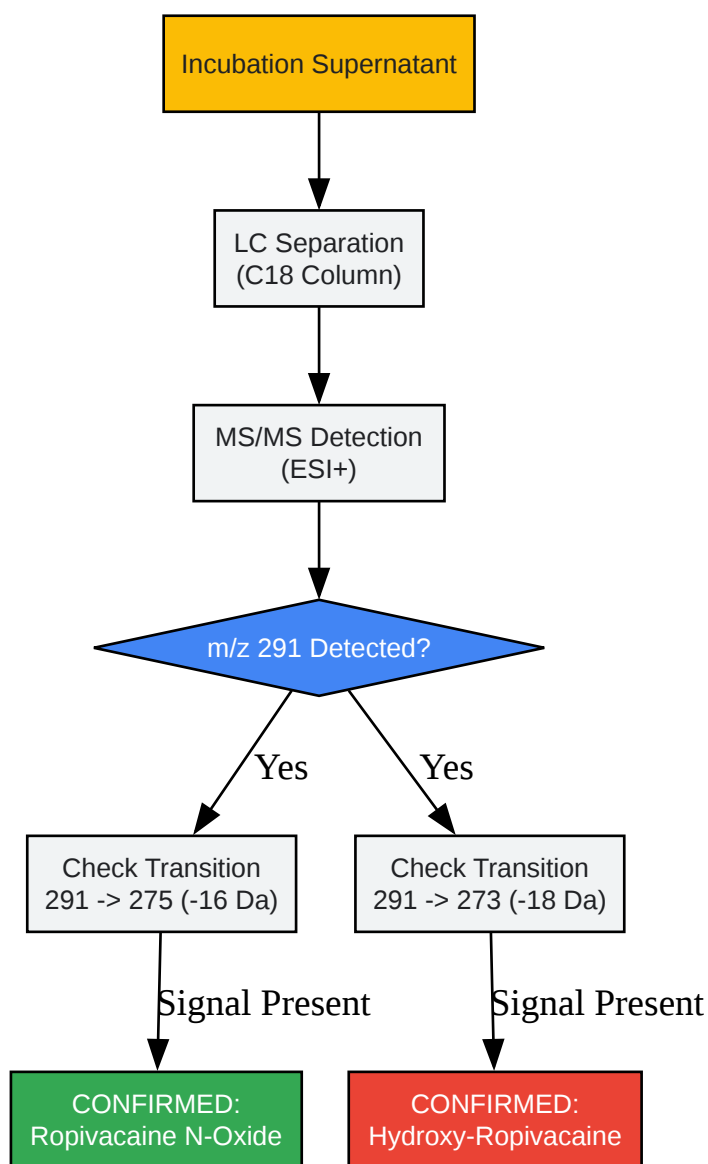 Incubation Supernatant
LC Separation
(C18 Column)
MS/MS Detection
(ESI+)
m/z 291 Detected?
Yes
Yes
Check Transition
291 -> 275 (-16 Da)
Check Transition
291 -> 273 (-18 Da)
Signal Present
Signal Present
CONFIRMED:
Ropivacaine N-Oxide
CONFIRMED:
Hydroxy-Ropivacaine